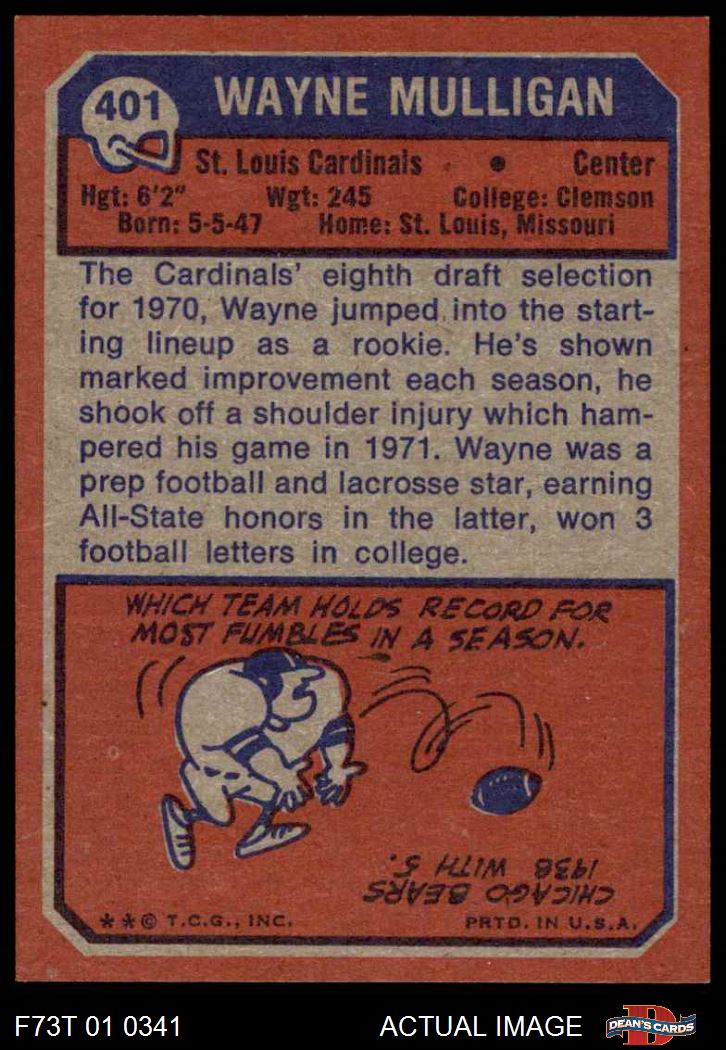 401 WAYNE MULLIGAN
St. Louis Cardinals • Center
Hgt: 6'2" Wgt: 245 College: Clemson
Born: 5-5-47 Home: St. Louis, Missouri
The Cardinals' eighth draft selection
for 1970, Wayne jumped into the start-
ing lineup as a rookie. He's shown
marked improvement each season, he
shook off a shoulder injury which ham-
pered his game in 1971. Wayne was a
prep football and lacrosse star, earning
All-State honors in the latter, won 3
football letters in college.
WHICH TEAM HOLDS RECORD FOR
MOST FUMBLES IN A SEASON.
CHICAGO BEARS
1938 WITH 5.
**© T.C.G., INC. PRTD. IN U.S.A.
F73T 01 0341 ACTUAL IMAGE DEAN'S CARDS